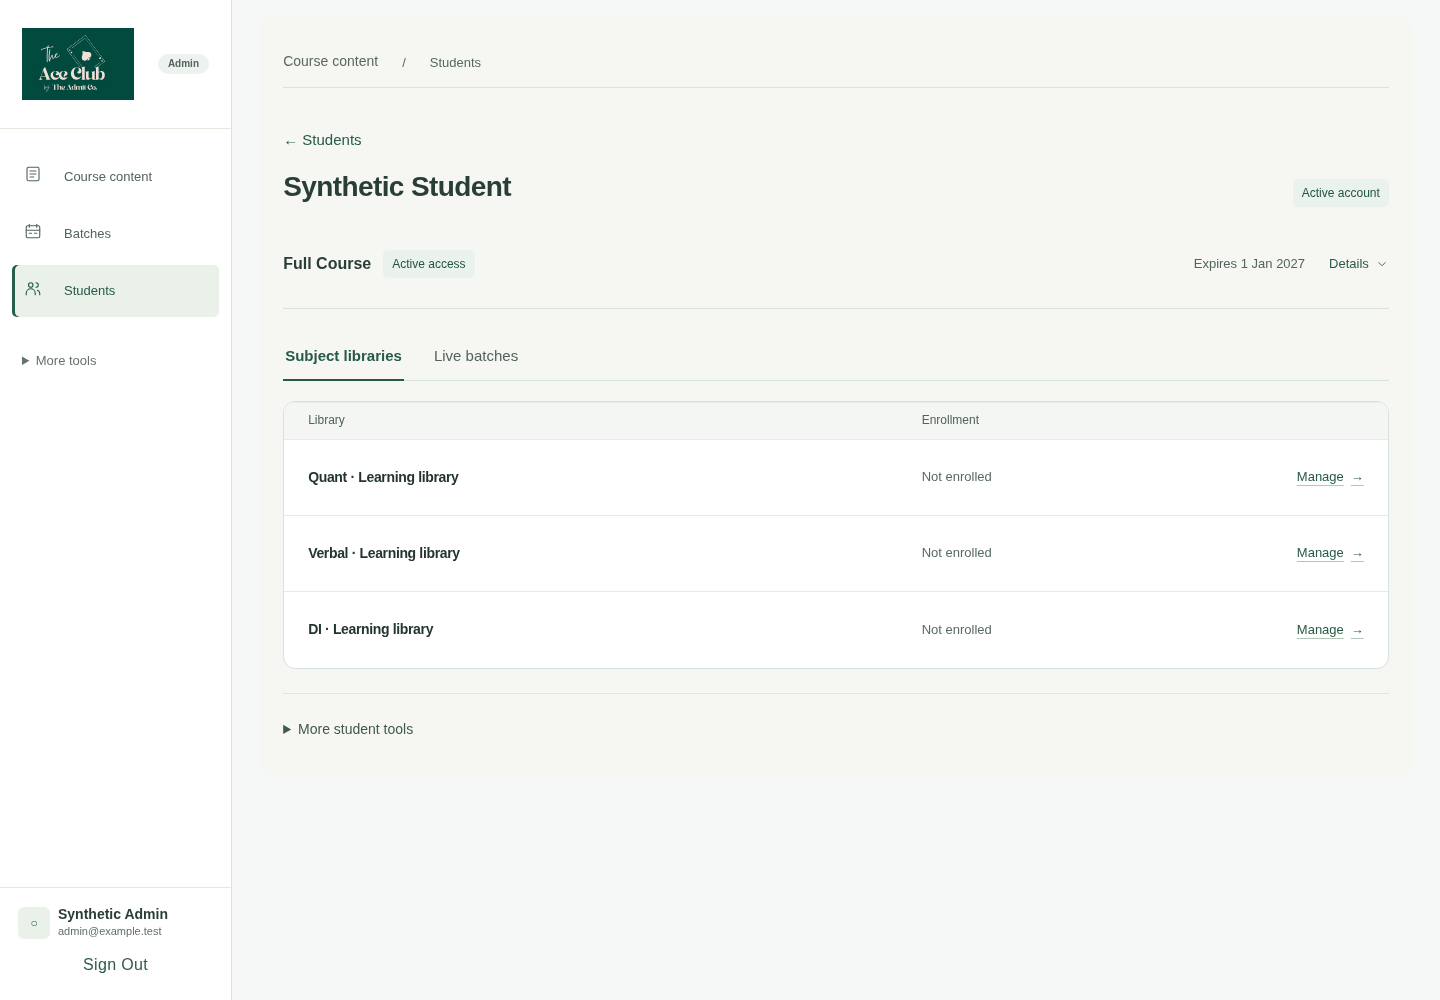 The
Ace Club
by The Admit Co.
Admin
Course content
Batches
Students
▶ More tools
Synthetic Admin
admin@example.test
Sign Out
Course content / Students
← Students
Synthetic Student
Active account
Full Course Active access Expires 1 Jan 2027 Details
Subject libraries Live batches
Library Enrollment
Quant · Learning library Not enrolled Manage →
Verbal · Learning library Not enrolled Manage →
DI · Learning library Not enrolled Manage →
▶ More student tools